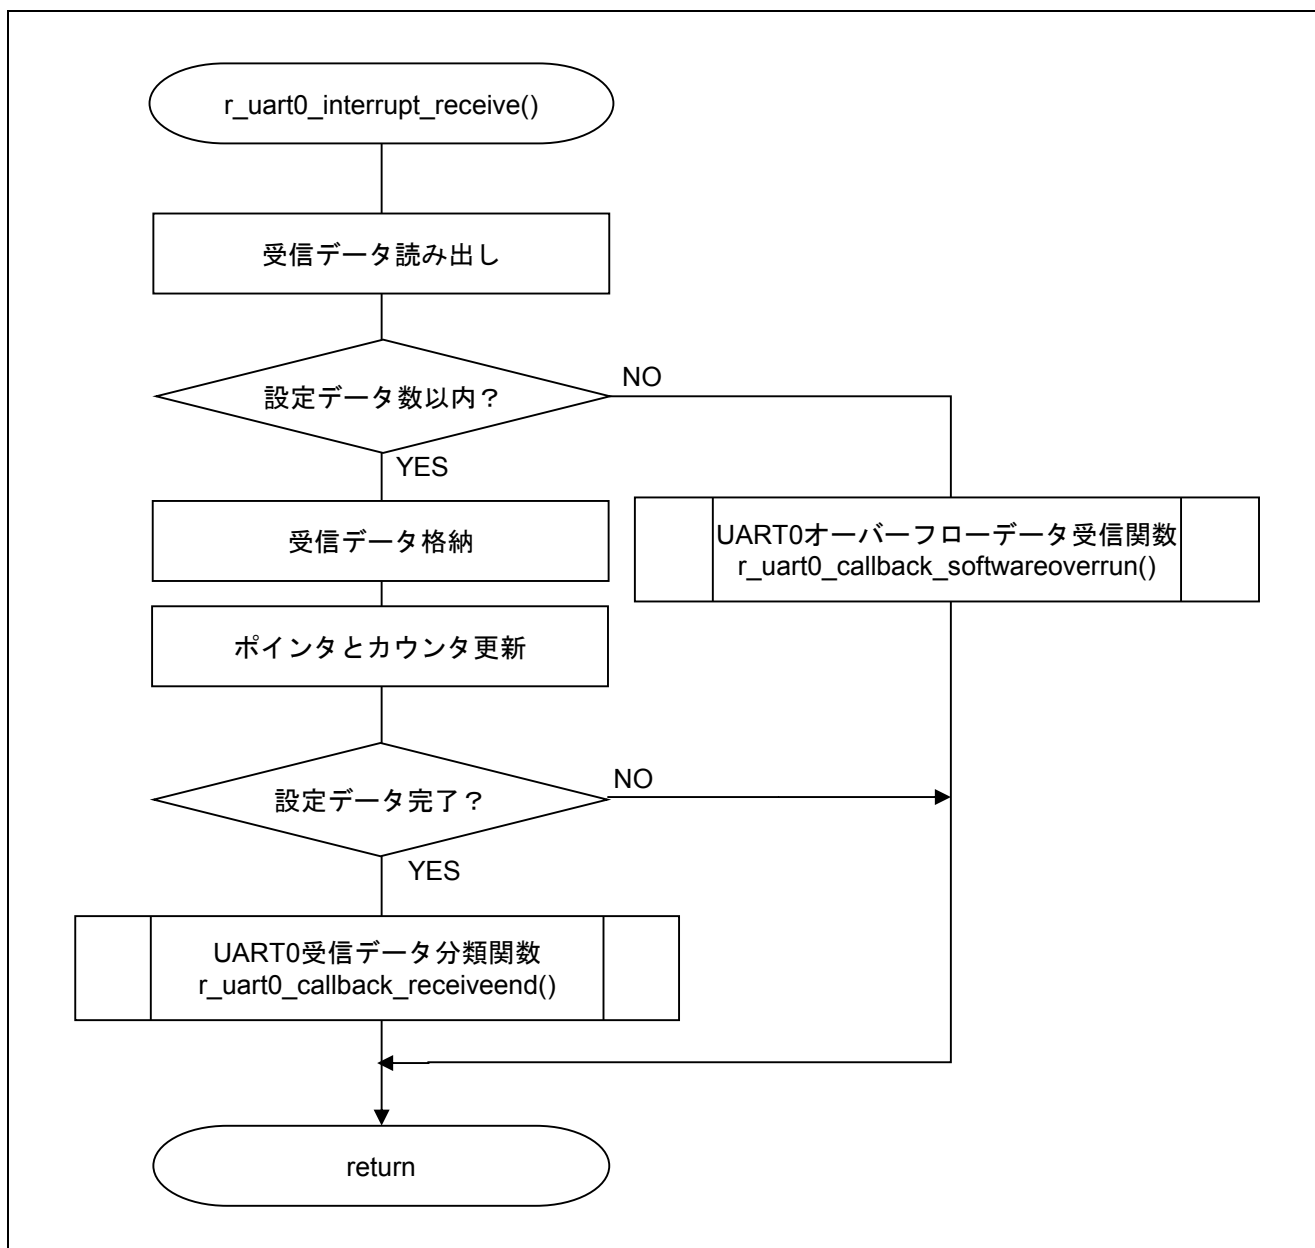 r_uart0_interrupt_receive()
受信データ読み出し
設定データ数以内？
NO
YES
受信データ格納
UART0オーバーフローデータ受信関数
r_uart0_callback_softwareoverrun()
ポインタとカウンタ更新
設定データ完了？
NO
YES
UART0受信データ分類関数
r_uart0_callback_receiveend()
return